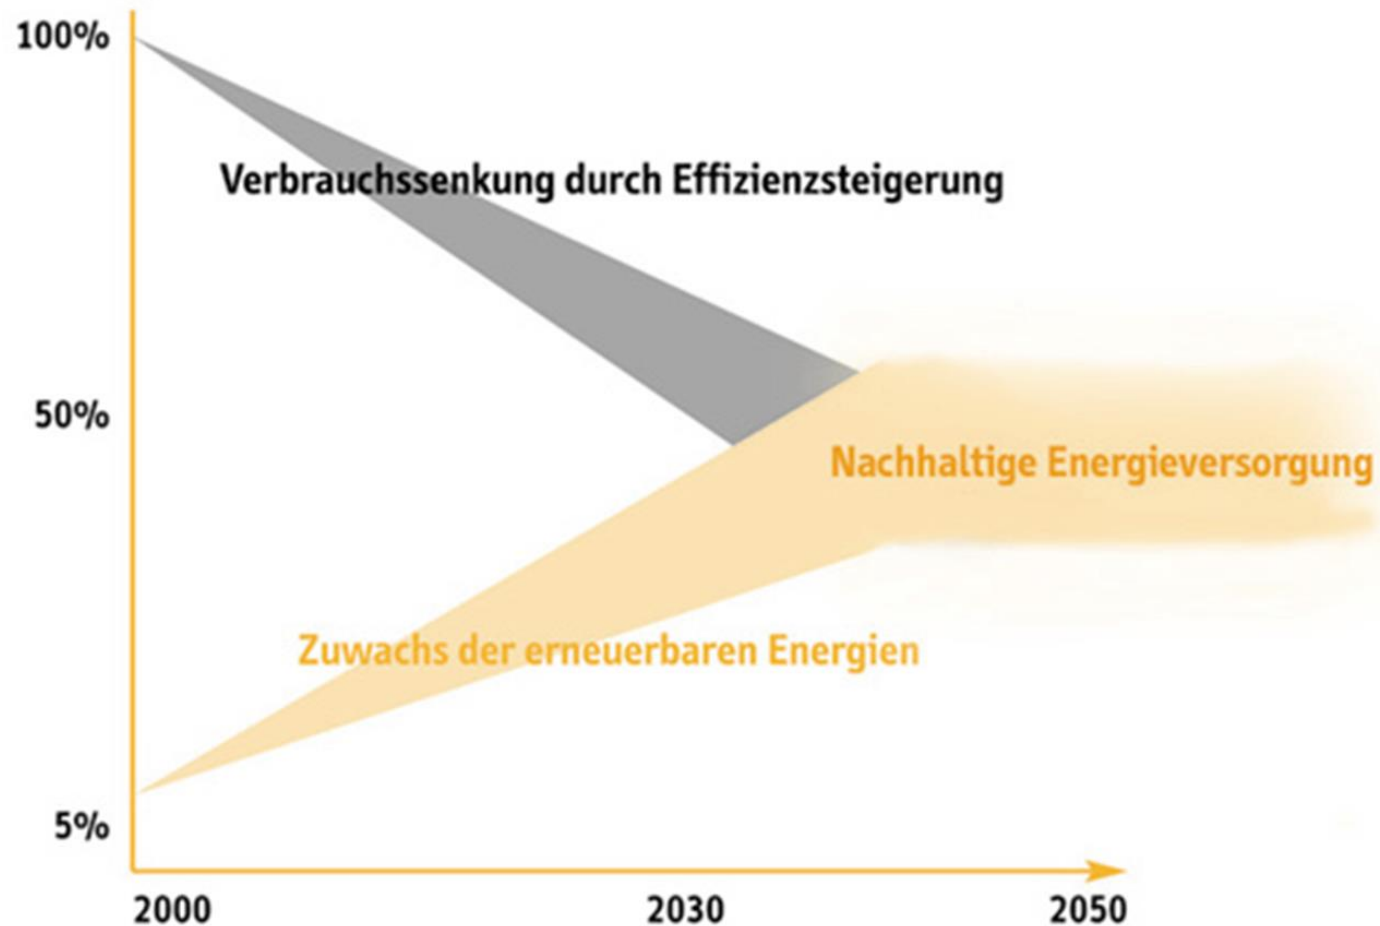 100%
Verbrauchssenkung durch Effizienzsteigerung
50%
Nachhaltige Energieversorgung
Zuwachs der erneuerbaren Energien
5%
2000 2030 2050